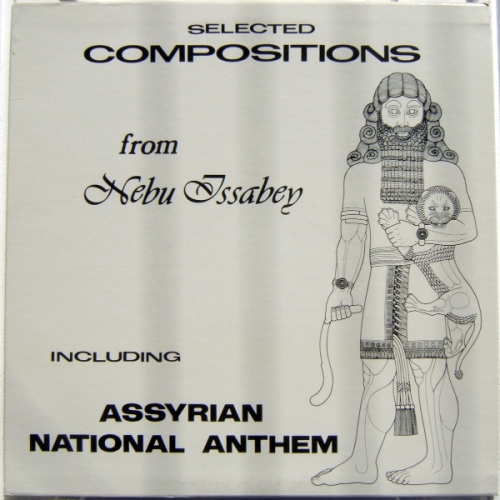 SELECTED
COMPOSITIONS
from
Nebu Issabey
INCLUDING
ASSYRIAN
NATIONAL ANTHEM